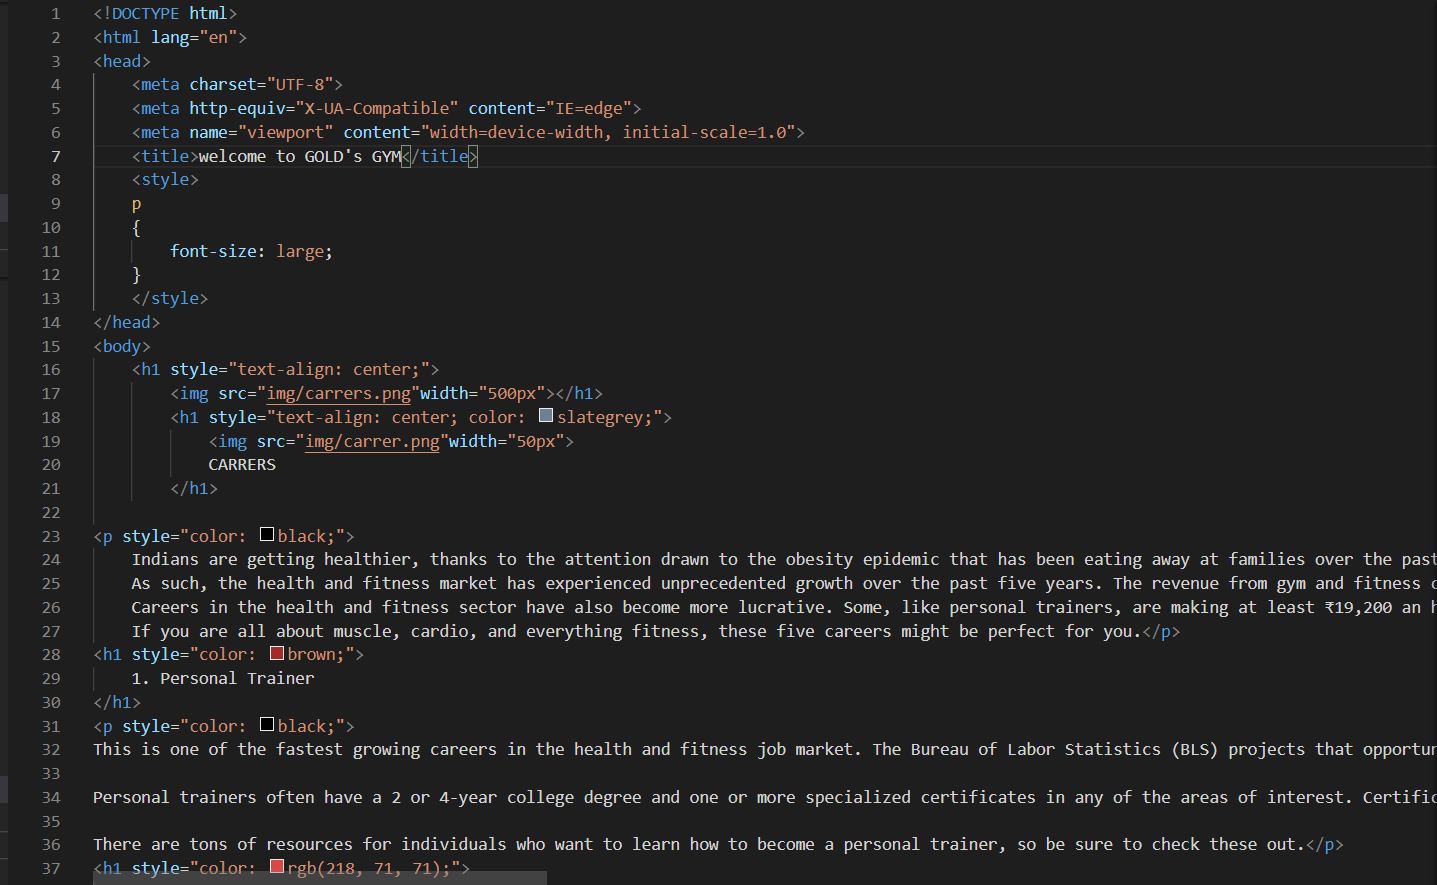 1 <!DOCTYPE html>
2 <html lang="en">
3 <head>
4 <meta charset="UTF-8">
5 <meta http-equiv="X-UA-Compatible" content="IE=edge">
6 <meta name="viewport" content="width=device-width, initial-scale=1.0">
7 <title>welcome to GOLD's GYM</title>
8 <style>
9 p
10 {
11 font-size: large;
12 }
13 </style>
14 </head>
15 <body>
16 <h1 style="text-align: center;">
17 <img src="img/carrers.png"width="500px"></h1>
18 <h1 style="text-align: center; color: slategrey;">
19 <img src="img/carrer.png"width="50px">
20 CARRERS
21 </h1>
22
23 <p style="color: black;">
24 Indians are getting healthier, thanks to the attention drawn to the obesity epidemic that has been eating away at families over the past
25 As such, the health and fitness market has experienced unprecedented growth over the past five years. The revenue from gym and fitness
26 Careers in the health and fitness sector have also become more lucrative. Some, like personal trainers, are making at least ₹19,200 an
27 If you are all about muscle, cardio, and everything fitness, these five careers might be perfect for you.</p>
28 <h1 style="color: brown;">
29 1. Personal Trainer
30 </h1>
31 <p style="color: black;">
32 This is one of the fastest growing careers in the health and fitness job market. The Bureau of Labor Statistics (BLS) projects that
33
34 Personal trainers often have a 2 or 4-year college degree and one or more specialized certificates in any of the areas of interest.
35
36 There are tons of resources for individuals who want to learn how to become a personal trainer, so be sure to check these out.</p>
37 <h1 style="color: rgb(218, 71, 71);">